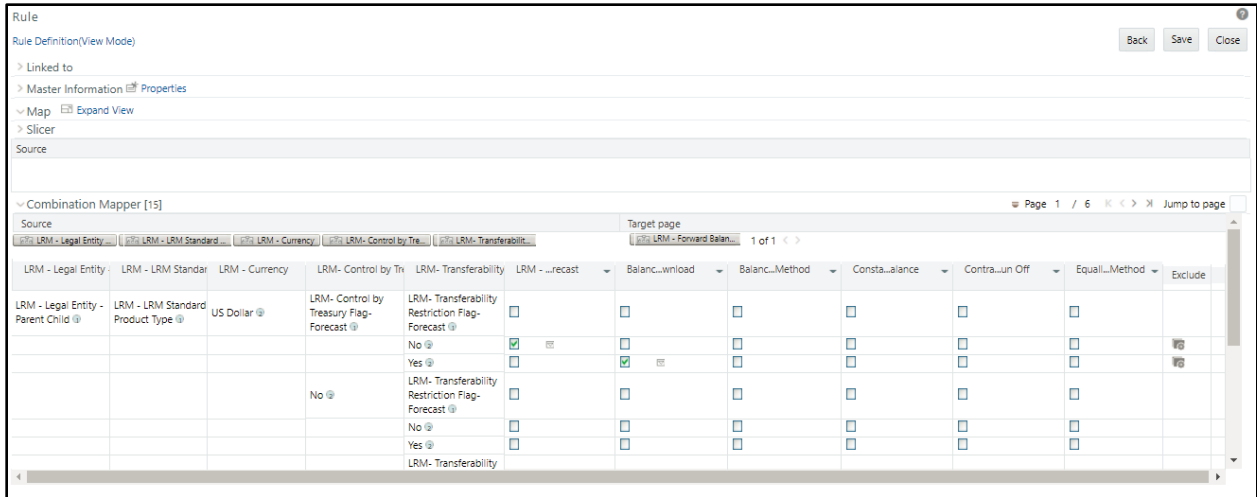 Rule
Rule Definition(View Mode)
Back Save Close
Linked to
Master Information Properties
Map Expand View
Slicer
Source
Combination Mapper [15]
Page 1 / 6 Jump to page
Source Target page
LRM - Legal Entity ... LRM - LRM Standard ... LRM - Currency LRM- Control by Tre... LRM- Transferabilit... LRM - Forward Balan... 1 of 1
LRM - Legal Entity LRM - LRM Standar LRM - Currency LRM- Control by Tre LRM- Transferability LRM - ...recast Balanc...wnload Balanc...Method Consta...alance Contra...un Off Equali...Method Exclude
LRM - Legal Entity - LRM - LRM Standard LRM- Control by LRM- Transferability
Parent Child Product Type US Dollar Treasury Flag- Restriction Flag-
Forecast Forecast
No
Yes
LRM- Transferability
No Restriction Flag-
Forecast
No
Yes
LRM- Transferability